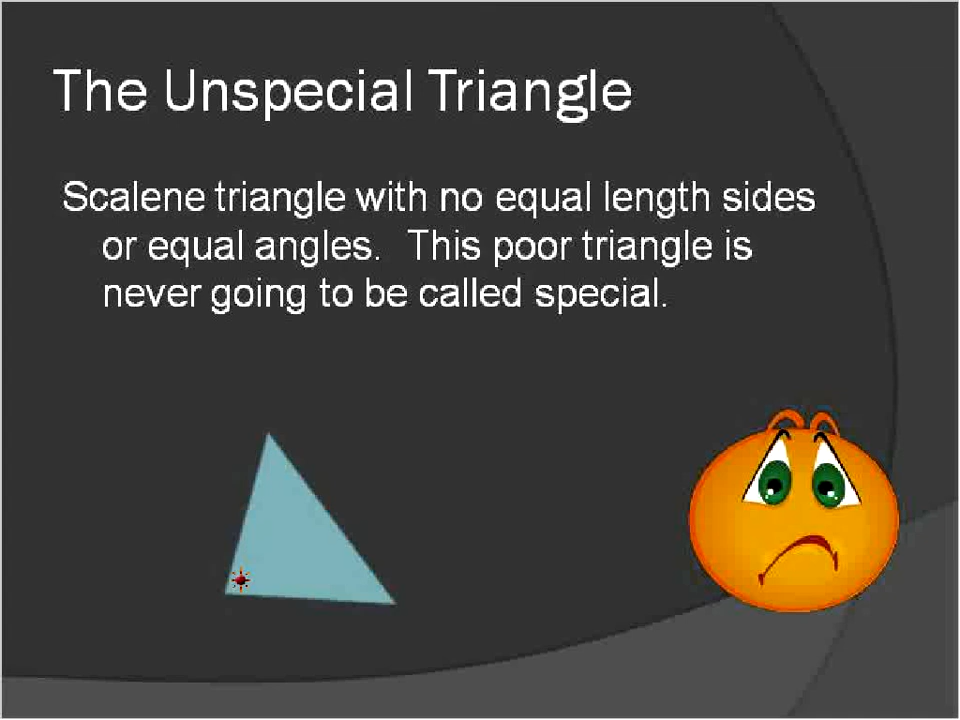 The Unspecial Triangle
Scalene triangle with no equal length sides
or equal angles. This poor triangle is
never going to be called special.